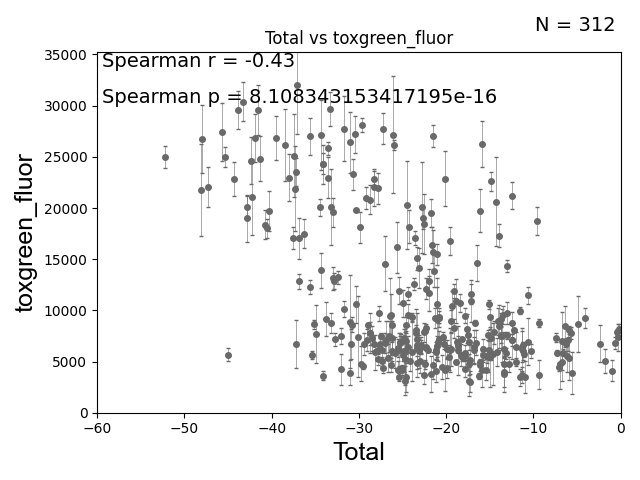 N = 312
Total vs toxgreen_fluor
Spearman r = -0.43
Spearman p = 8.108343153417195e-16
35000
30000
25000
20000
15000
10000
5000
0
toxgreen_fluor
−60 −50 −40 −30 −20 −10 0
Total